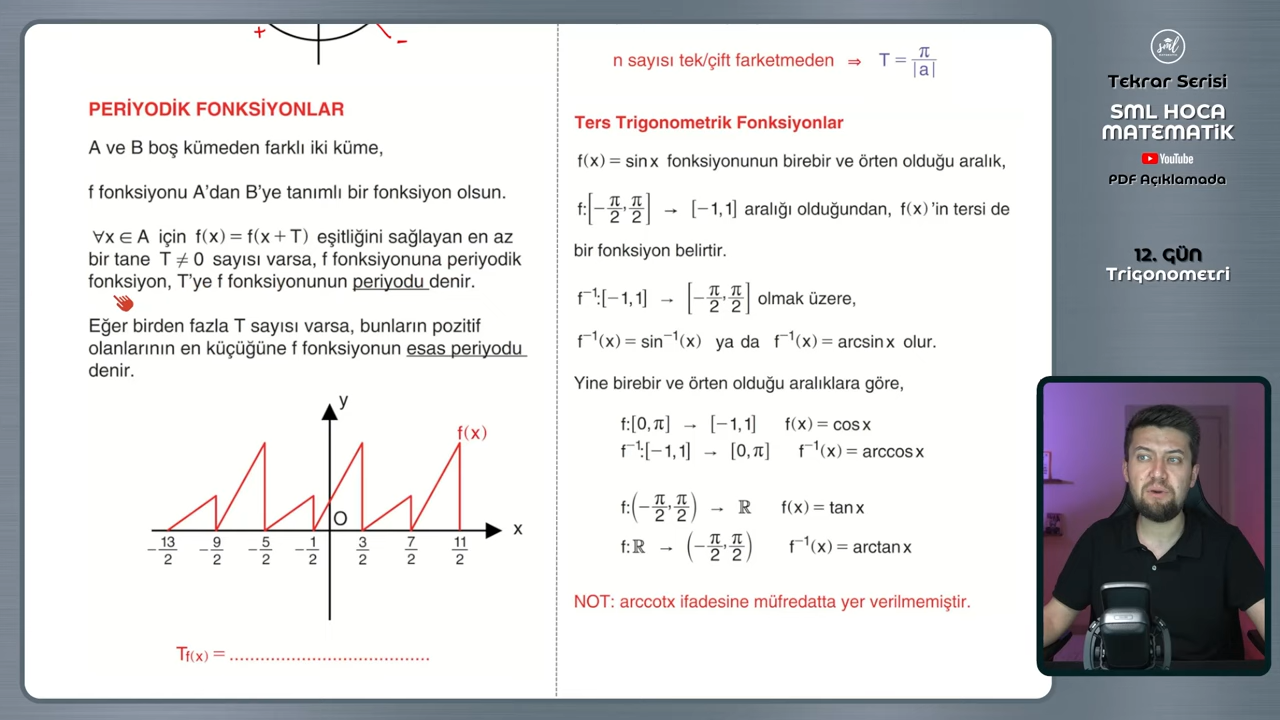 +
-
PERİYODİK FONKSİYONLAR
A ve B boş kümeden farklı iki küme,
f fonksiyonu A'dan B'ye tanımlı bir fonksiyon olsun.
∀x ∈ A için f(x) = f(x + T) eşitliğini sağlayan en az
bir tane T ≠ 0 sayısı varsa, f fonksiyonuna periyodik
fonksiyon, T'ye f fonksiyonunun periyodu denir.
Eğer birden fazla T sayısı varsa, bunların pozitif
olanlarının en küçüğüne f fonksiyonun esas periyodu
denir.
y
f(x)
O
x
-13/2 -9/2 -5/2 -1/2 3/2 7/2 11/2
Tf(x) = .......................................
n sayısı tek/çift farketmeden ⇒ T = π/|a|
Ters Trigonometrik Fonksiyonlar
f(x) = sinx fonksiyonunun birebir ve örten olduğu aralık,
f:[-π/2, π/2] → [-1,1] aralığı olduğundan, f(x)'in tersi de
bir fonksiyon belirtir.
f⁻¹:[-1,1] → [-π/2, π/2] olmak üzere,
f⁻¹(x) = sin⁻¹(x) ya da f⁻¹(x) = arcsinx olur.
Yine birebir ve örten olduğu aralıklara göre,
f:[0,π] → [-1,1] f(x) = cosx
f⁻¹:[-1,1] → [0,π] f⁻¹(x) = arccosx
f:(-π/2, π/2) → ℝ f(x) = tanx
f:ℝ → (-π/2, π/2) f⁻¹(x) = arctanx
NOT: arccotx ifadesine müfredatta yer verilmemiştir.
sml
Tekrar Serisi
SML HOCA
MATEMATİK
YouTube
PDF Açıklamada
12. GÜN
Trigonometri